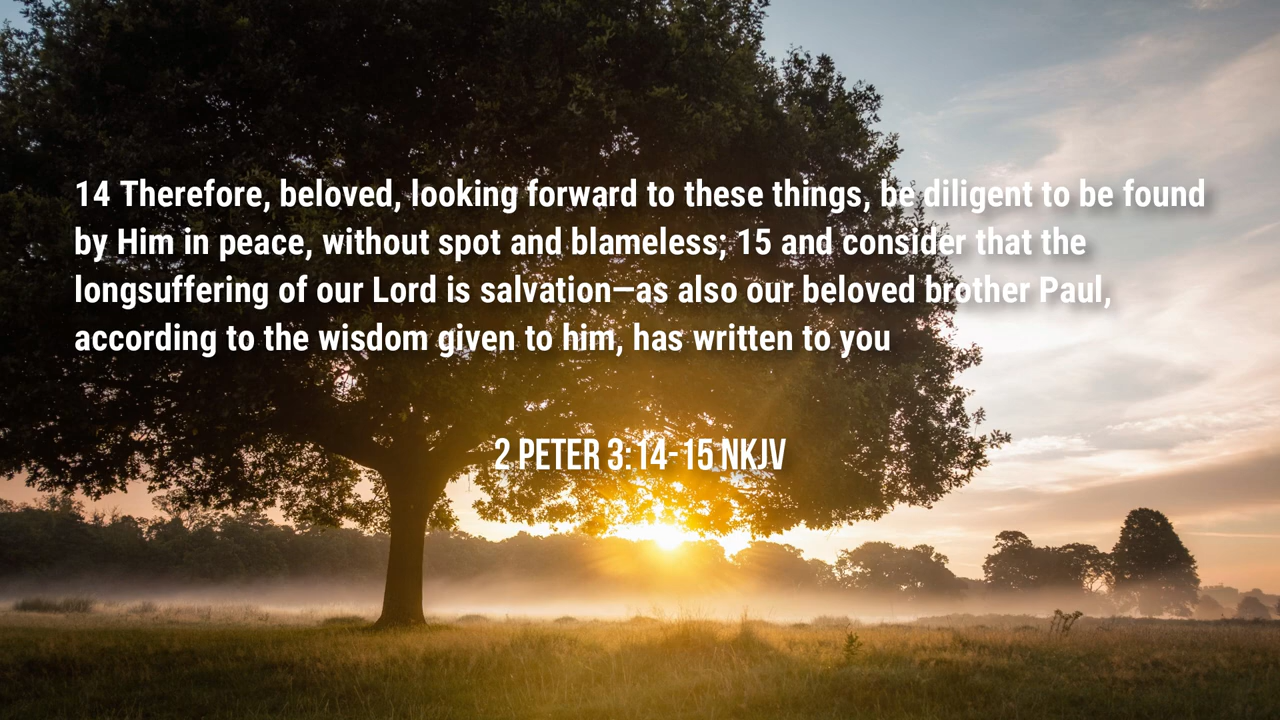 14 Therefore, beloved, looking forward to these things, be diligent to be found
by Him in peace, without spot and blameless; 15 and consider that the
longsuffering of our Lord is salvation—as also our beloved brother Paul,
according to the wisdom given to him, has written to you
2 PETER 3:14-15 NKJV